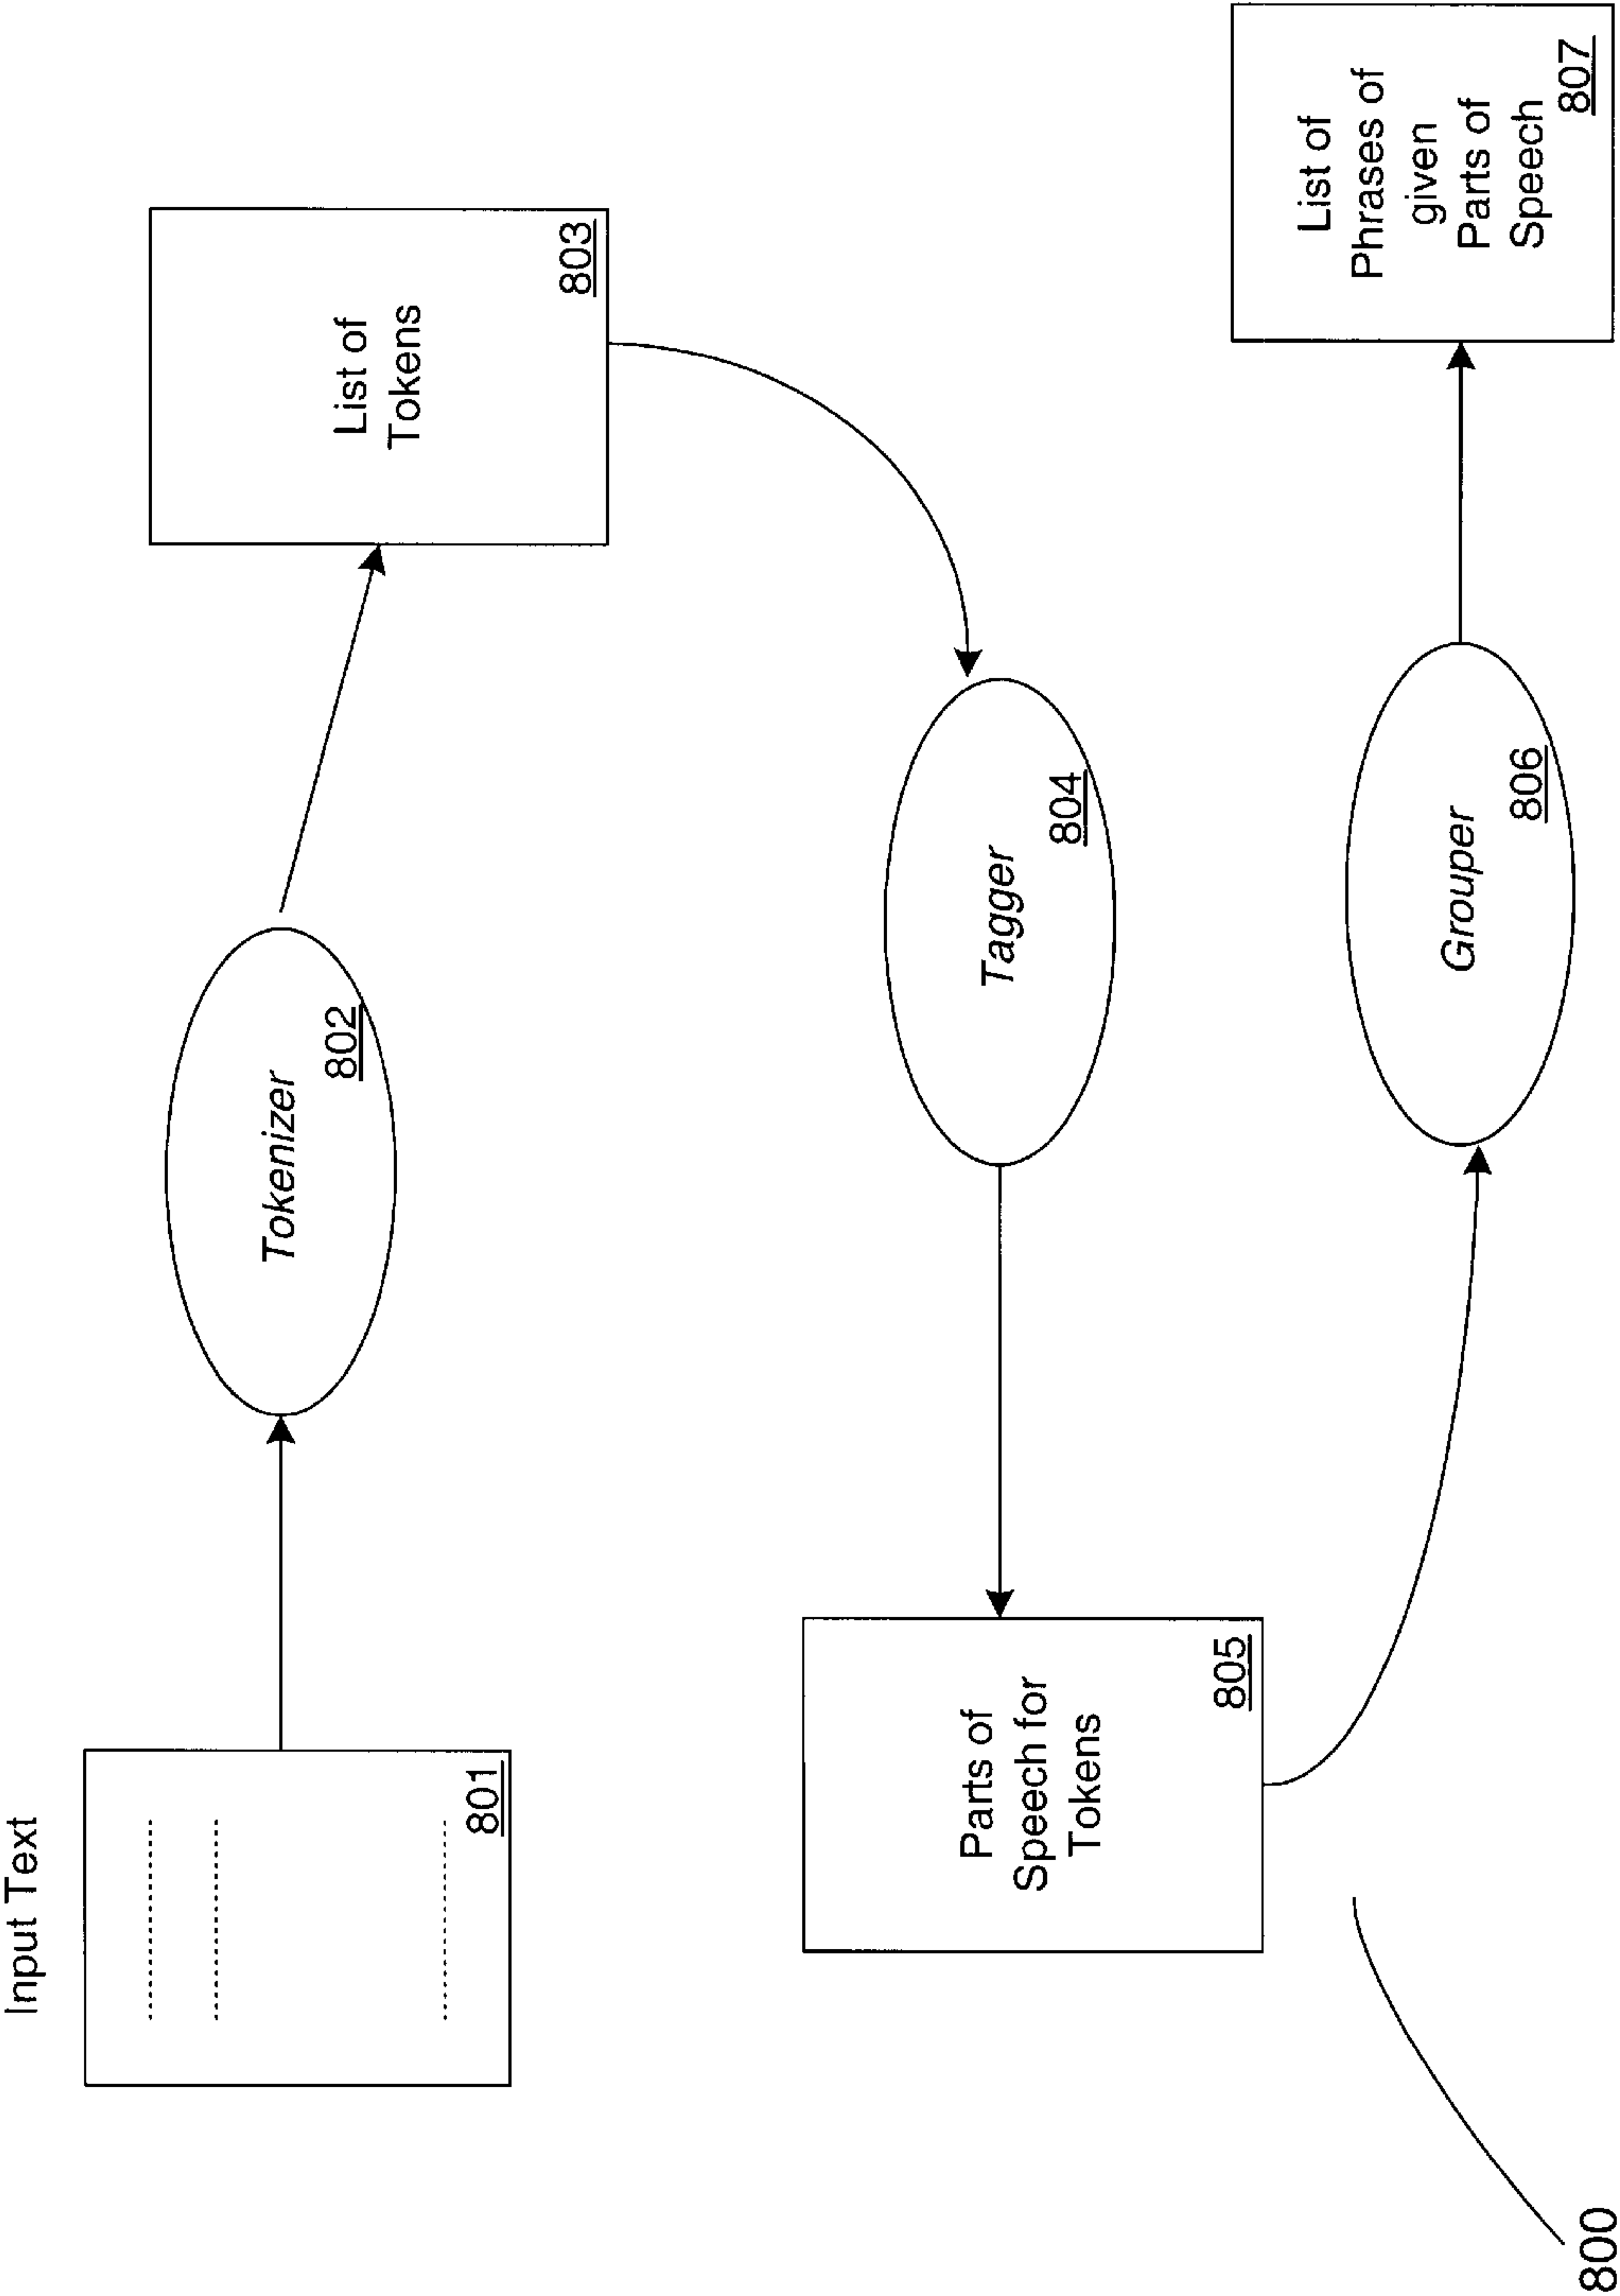 Input Text
801
Tokenizer
802
List of
Tokens
803
Tagger
804
Parts of
Speech for
Tokens
805
Grouper
806
List of
Phrases of
given
Parts of
Speech
807
800